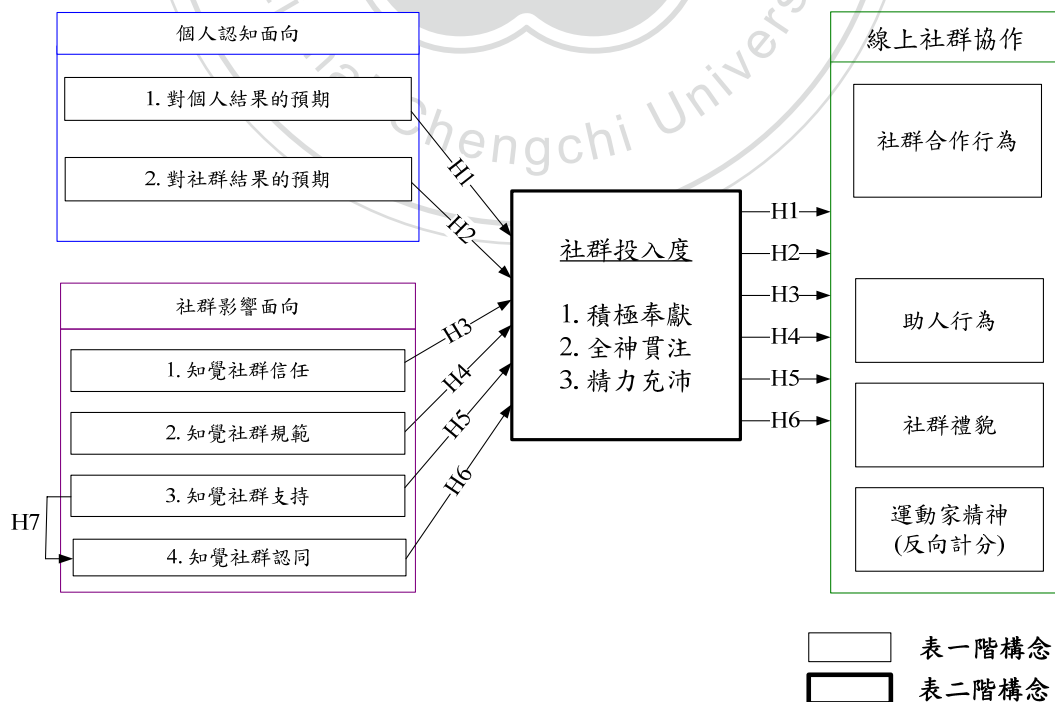 個人認知面向
1. 對個人結果的預期
2. 對社群結果的預期
H1
H2
社群影響面向
1. 知覺社群信任
2. 知覺社群規範
3. 知覺社群支持
4. 知覺社群認同
H7
H3
H4
H5
H6
社群投入度
1. 積極奉獻
2. 全神貫注
3. 精力充沛
H1
H2
H3
H4
H5
H6
線上社群協作
社群合作行為
助人行為
社群禮貌
運動家精神
(反向計分)
表一階構念
表二階構念
Chengchi Univers